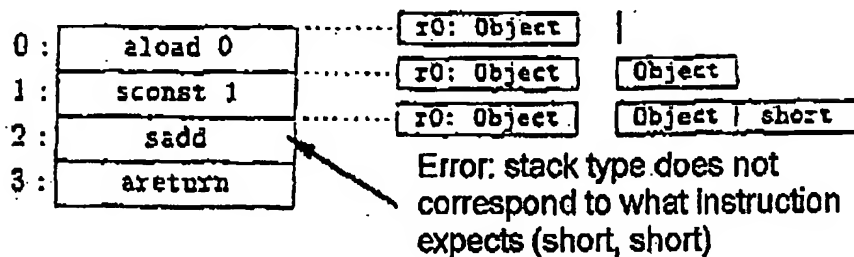 0 : aload 0 r0: Object
1 : sconst 1 r0: Object Object
2 : sadd r0: Object Object | short
3 : areturn
Error: stack type does not
correspond to what instruction
expects (short, short)